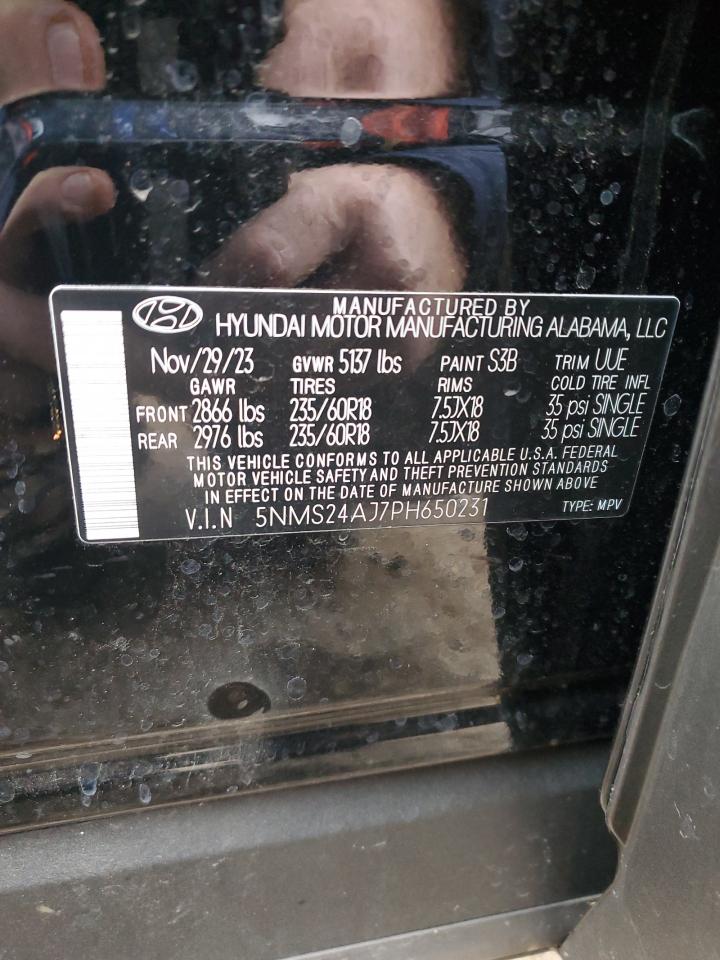 MANUFACTURED BY
HYUNDAI MOTOR MANUFACTURING ALABAMA, LLC
Nov/29/23 GVWR 5137 lbs PAINT S3B TRIM UUE
GAWR TIRES RIMS COLD TIRE INFL
FRONT 2866 lbs 235/60R18 7.5JX18 35 psi SINGLE
REAR 2976 lbs 235/60R18 7.5JX18 35 psi SINGLE
THIS VEHICLE CONFORMS TO ALL APPLICABLE U.S.A. FEDERAL
MOTOR VEHICLE SAFETY AND THEFT PREVENTION STANDARDS
IN EFFECT ON THE DATE OF MANUFACTURE SHOWN ABOVE
V.I.N 5NMS24AJ7PH650231 TYPE: MPV